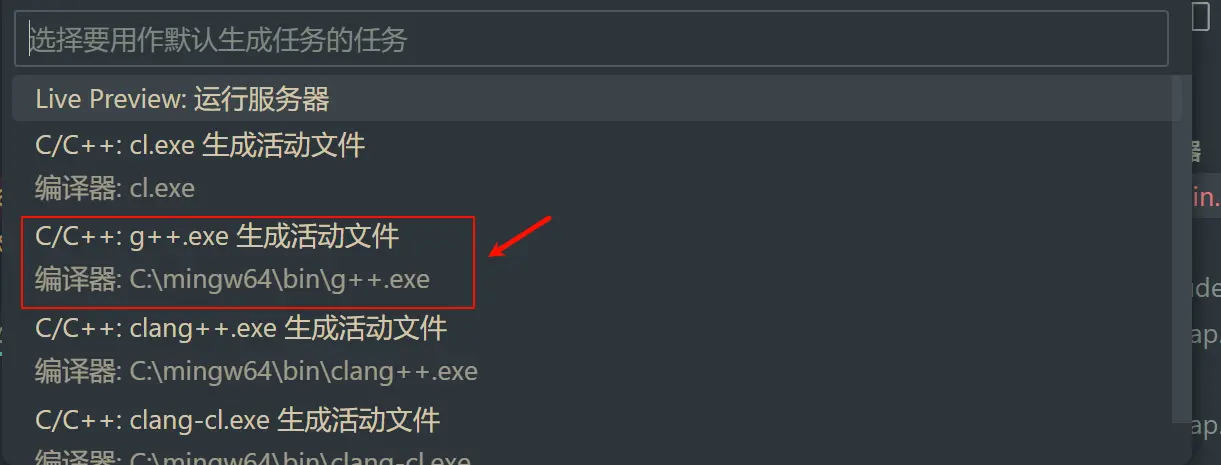 选择要用作默认生成任务的任务
Live Preview: 运行服务器
C/C++: cl.exe 生成活动文件
编译器: cl.exe
C/C++: g++.exe 生成活动文件
编译器: C:\mingw64\bin\g++.exe
C/C++: clang++.exe 生成活动文件
编译器: C:\mingw64\bin\clang++.exe
C/C++: clang-cl.exe 生成活动文件
编译器: C:\mingw64\bin\clang-cl.exe
器
in.
ude
ap.
ap.